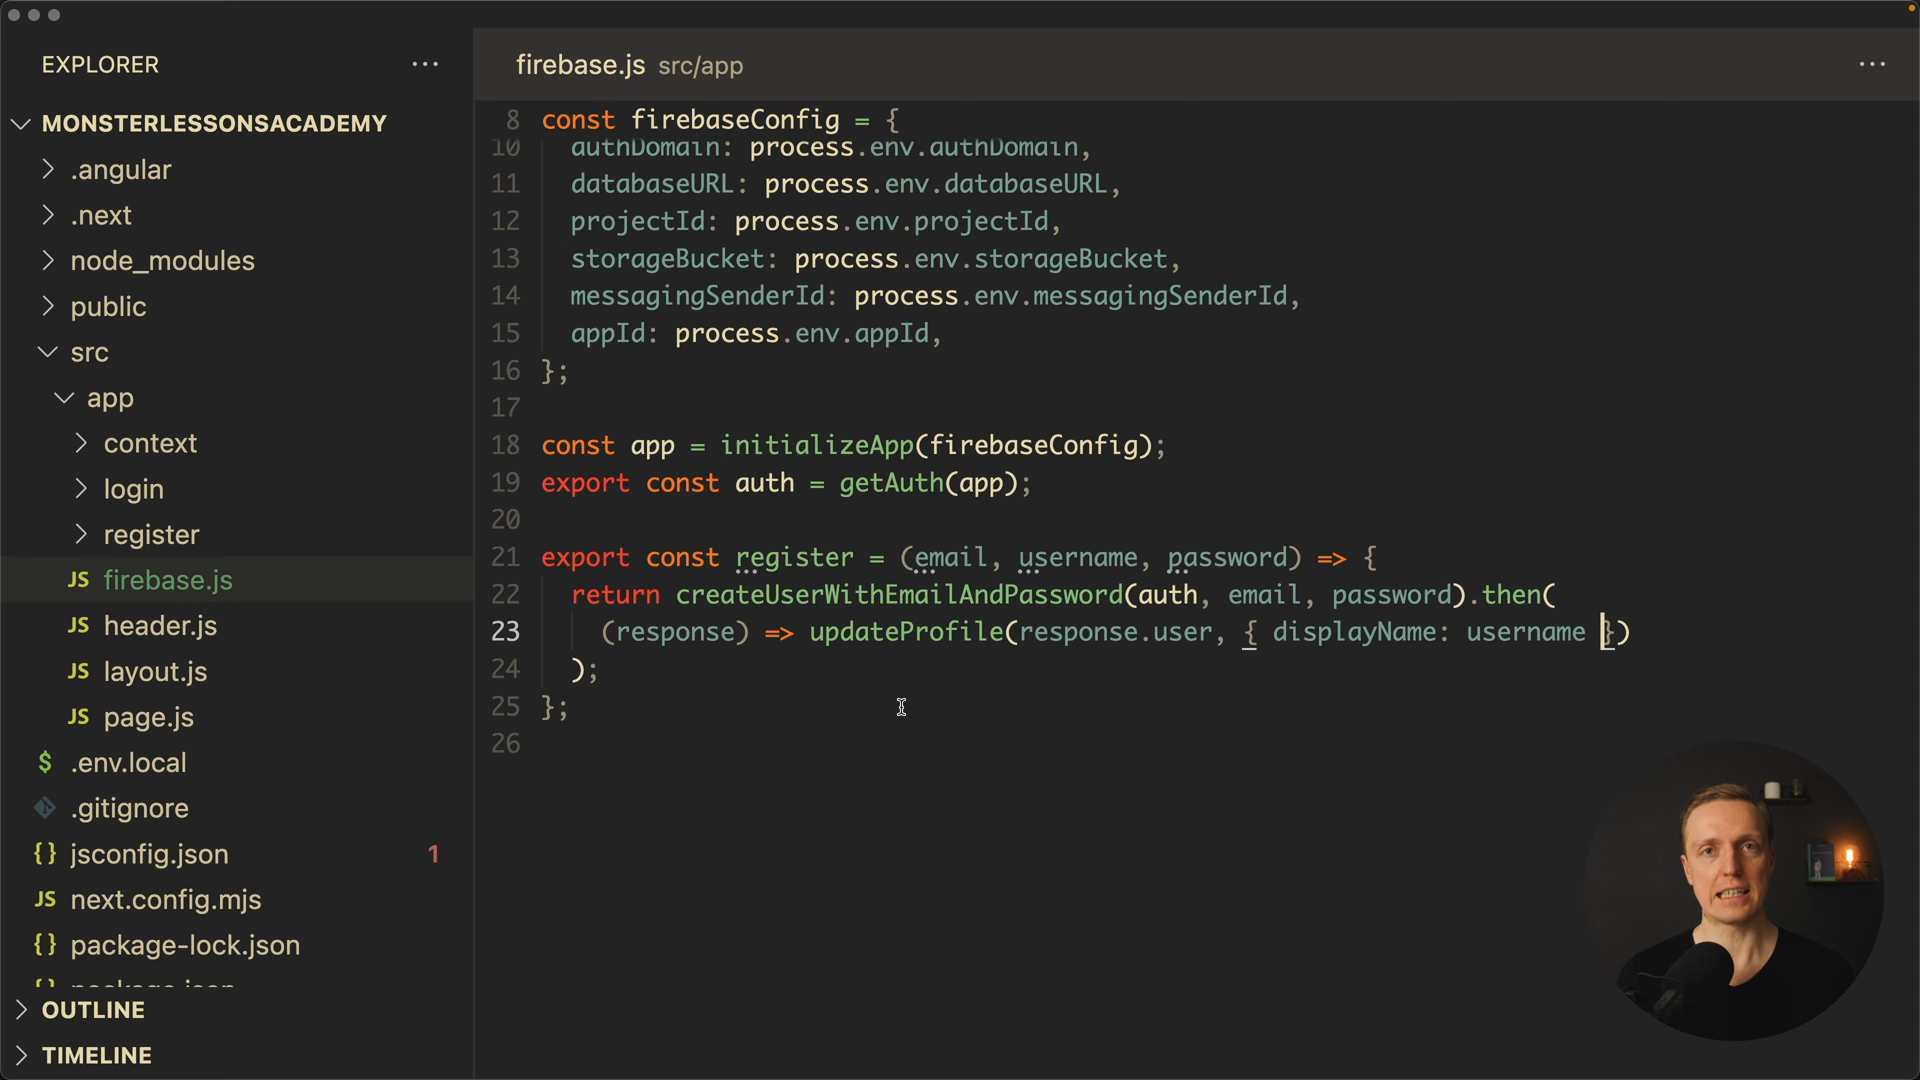 EXPLORER
MONSTERLESSONSACADEMY
.angular
.next
node_modules
public
src
app
context
login
register
JS firebase.js
JS header.js
JS layout.js
JS page.js
$ .env.local
.gitignore
{} jsconfig.json 1
JS next.config.mjs
{} package-lock.json
{} package.json
OUTLINE
TIMELINE
firebase.js src/app
8 const firebaseConfig = {
10 authDomain: process.env.authDomain,
11 databaseURL: process.env.databaseURL,
12 projectId: process.env.projectId,
13 storageBucket: process.env.storageBucket,
14 messagingSenderId: process.env.messagingSenderId,
15 appId: process.env.appId,
16 };
17
18 const app = initializeApp(firebaseConfig);
19 export const auth = getAuth(app);
20
21 export const register = (email, username, password) => {
22 return createUserWithEmailAndPassword(auth, email, password).then(
23 (response) => updateProfile(response.user, { displayName: username })
24 );
25 };
26